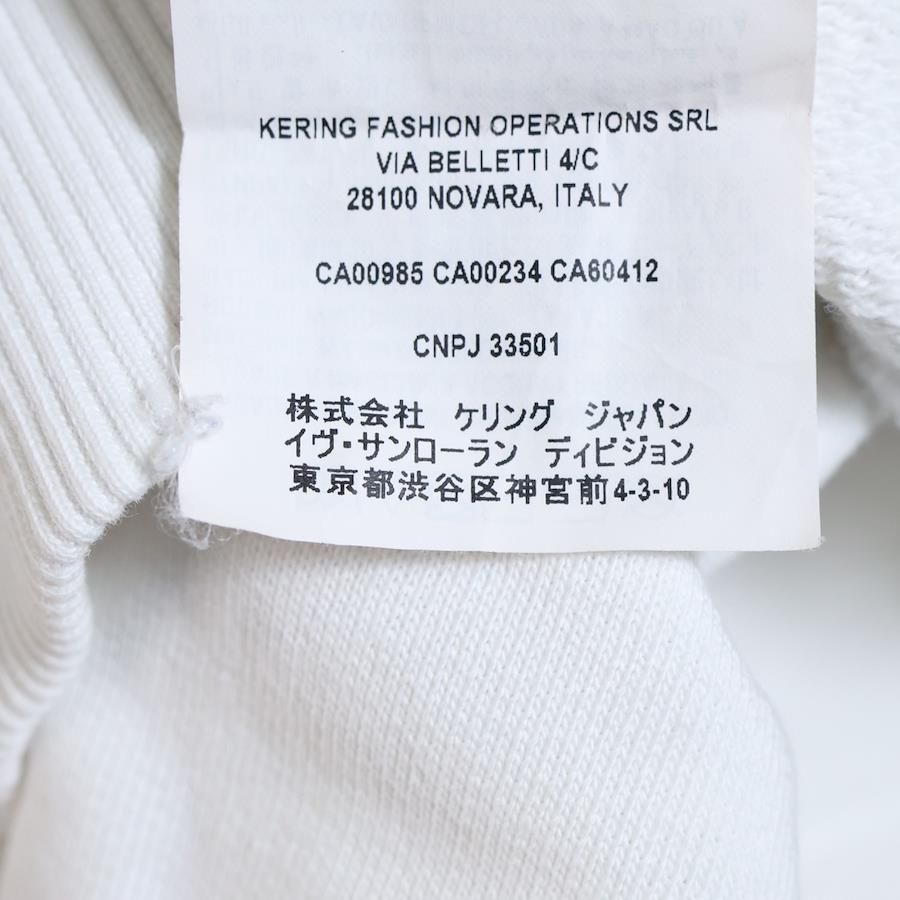 KERING FASHION OPERATIONS SRL
VIA BELLETTI 4/C
28100 NOVARA, ITALY
CA00985 CA00234 CA60412
CNPJ 33501
株式会社 ケリング ジャパン
イヴ・サンローラン ディビジョン
東京都渋谷区神宮前4-3-10